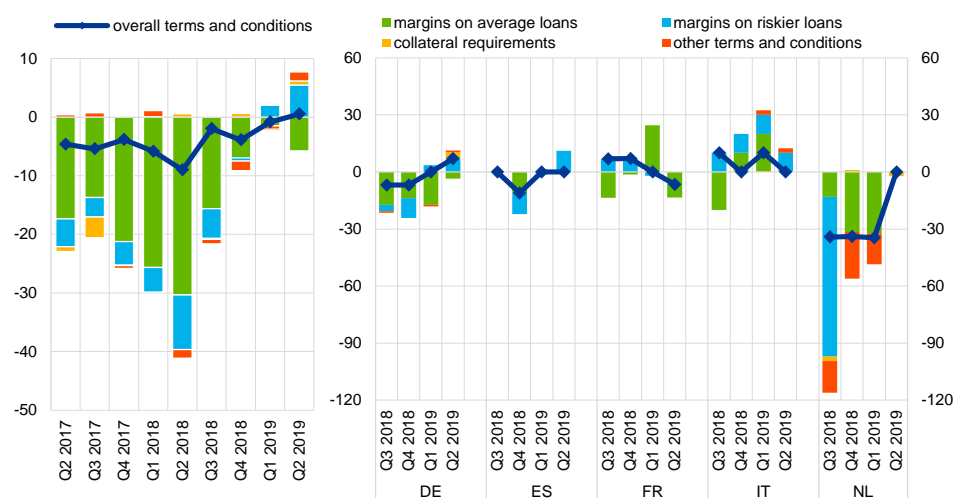 overall terms and conditions
margins on average loans
margins on riskier loans
collateral requirements
other terms and conditions
10
0
-10
-20
-30
-40
-50
Q2 2017
Q3 2017
Q4 2017
Q1 2018
Q2 2018
Q3 2018
Q4 2018
Q1 2019
Q2 2019
60
30
0
-30
-60
-90
-120
60
30
0
-30
-60
-90
-120
Q3 2018
Q4 2018
Q1 2019
Q2 2019
Q3 2018
Q4 2018
Q1 2019
Q2 2019
Q3 2018
Q4 2018
Q1 2019
Q2 2019
Q3 2018
Q4 2018
Q1 2019
Q2 2019
Q3 2018
Q4 2018
Q1 2019
Q2 2019
DE
ES
FR
IT
NL